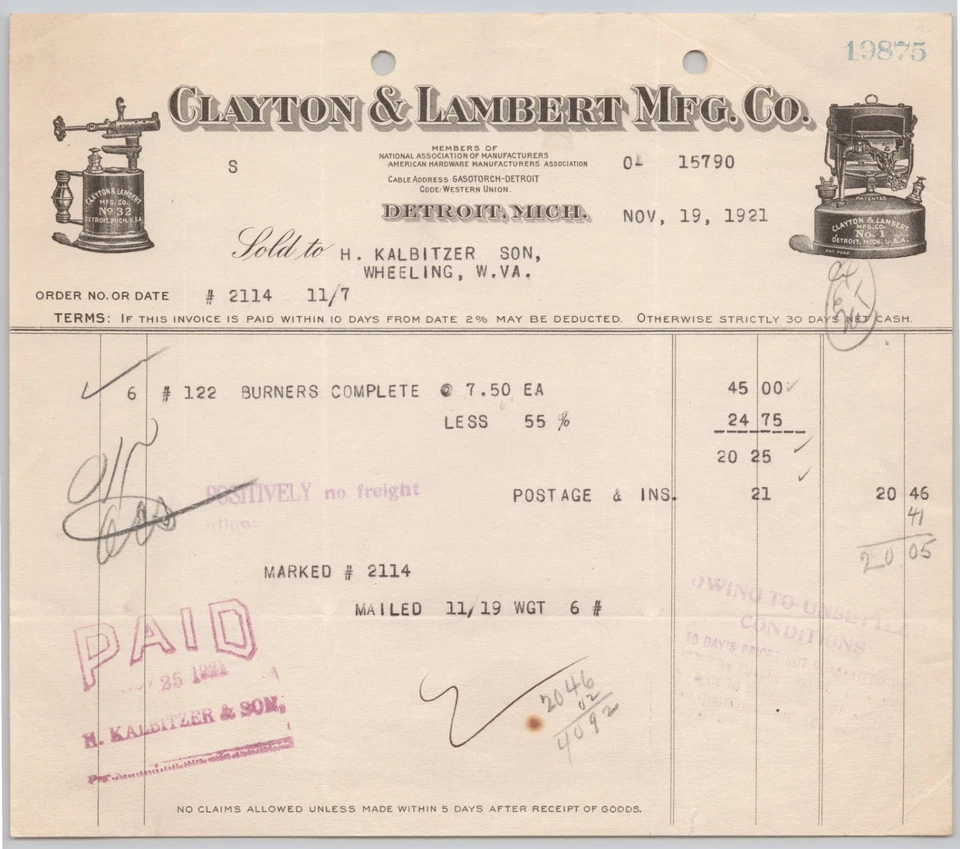 19875
CLAYTON & LAMBERT MFG. CO.
MEMBERS OF
NATIONAL ASSOCIATION OF MANUFACTURERS
AMERICAN HARDWARE MANUFACTURERS ASSOCIATION
CABLE ADDRESS GASOTORCH-DETROIT
CODE: WESTERN UNION.
DETROIT, MICH.
S
O- 15790
NOV, 19, 1921
CLAYTON & LAMBERT
MFG. CO.
No 32
DETROIT, MICH. U.S.A.
PATENTED
CLAYTON & LAMBERT
MFG. CO.
No. 1
DETROIT, MICH. U.S.A.
PAT. PEND.
Sold to H. KALBITZER SON,
WHEELING, W.VA.
ORDER NO. OR DATE # 2114 11/7
TERMS: IF THIS INVOICE IS PAID WITHIN 10 DAYS FROM DATE 2% MAY BE DEDUCTED. OTHERWISE STRICTLY 30 DAYS NET CASH.
6 # 122 BURNERS COMPLETE @ 7.50 EA 45 00
LESS 55 % 24 75
20 25
POSITIVELY no freight
POSTAGE & INS. 21 20 46
41
20 05
MARKED # 2114
MAILED 11/19 WGT 6 #
OWING TO
CONDITIONS
PAID
25 1921
H. KALBITZER & SON,
Per
2046
02
4092
NO CLAIMS ALLOWED UNLESS MADE WITHIN 5 DAYS AFTER RECEIPT OF GOODS.